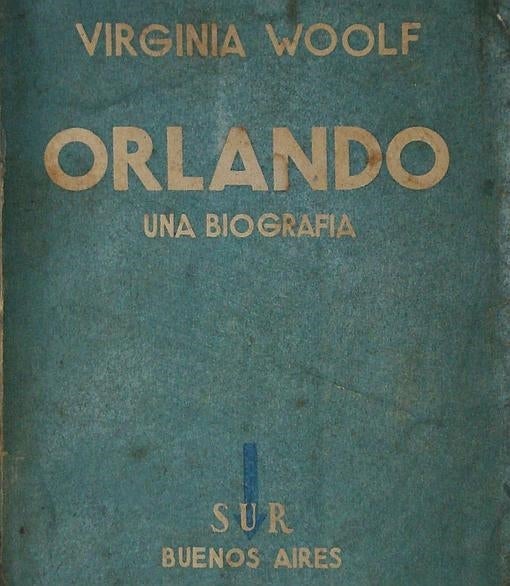 VIRGINIA WOOLF
ORLANDO
UNA BIOGRAFIA
SUR
BUENOS AIRES